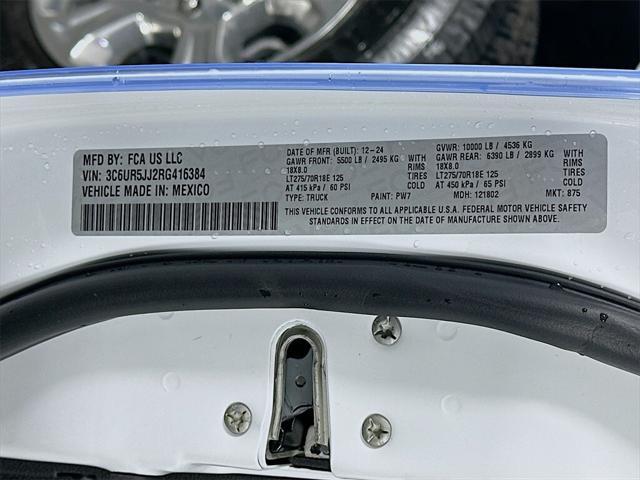 MFD BY: FCA US LLC
VIN: 3C6UR5JJ2RG416384
VEHICLE MADE IN: MEXICO
DATE OF MFR (BUILT): 12-24
GAWR FRONT: 5500 LB / 2495 KG WITH
18X8.0 RIMS
LT275/70R18E 125 TIRES
AT 415 kPa / 60 PSI
TYPE: TRUCK
GVWR: 10000 LB / 4536 KG
GAWR REAR: 6390 LB / 2899 KG WITH
18X8.0 RIMS
LT275/70R18E 125 TIRES
AT 450 kPa / 65 PSI
PAINT: PW7 MDH: 121802 MKT: 875
THIS VEHICLE CONFORMS TO ALL APPLICABLE U.S.A. FEDERAL MOTOR VEHICLE SAFETY
STANDARDS IN EFFECT ON THE DATE OF MANUFACTURE SHOWN ABOVE.